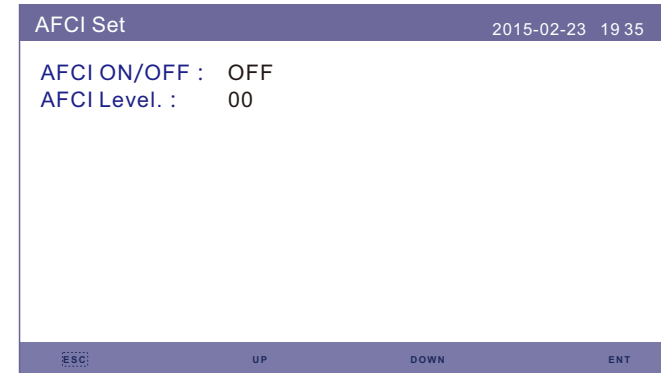 AFCI Set 2015-02-23 19 35
AFCI ON/OFF : OFF
AFCI Level. : 00
ESC UP DOWN ENT